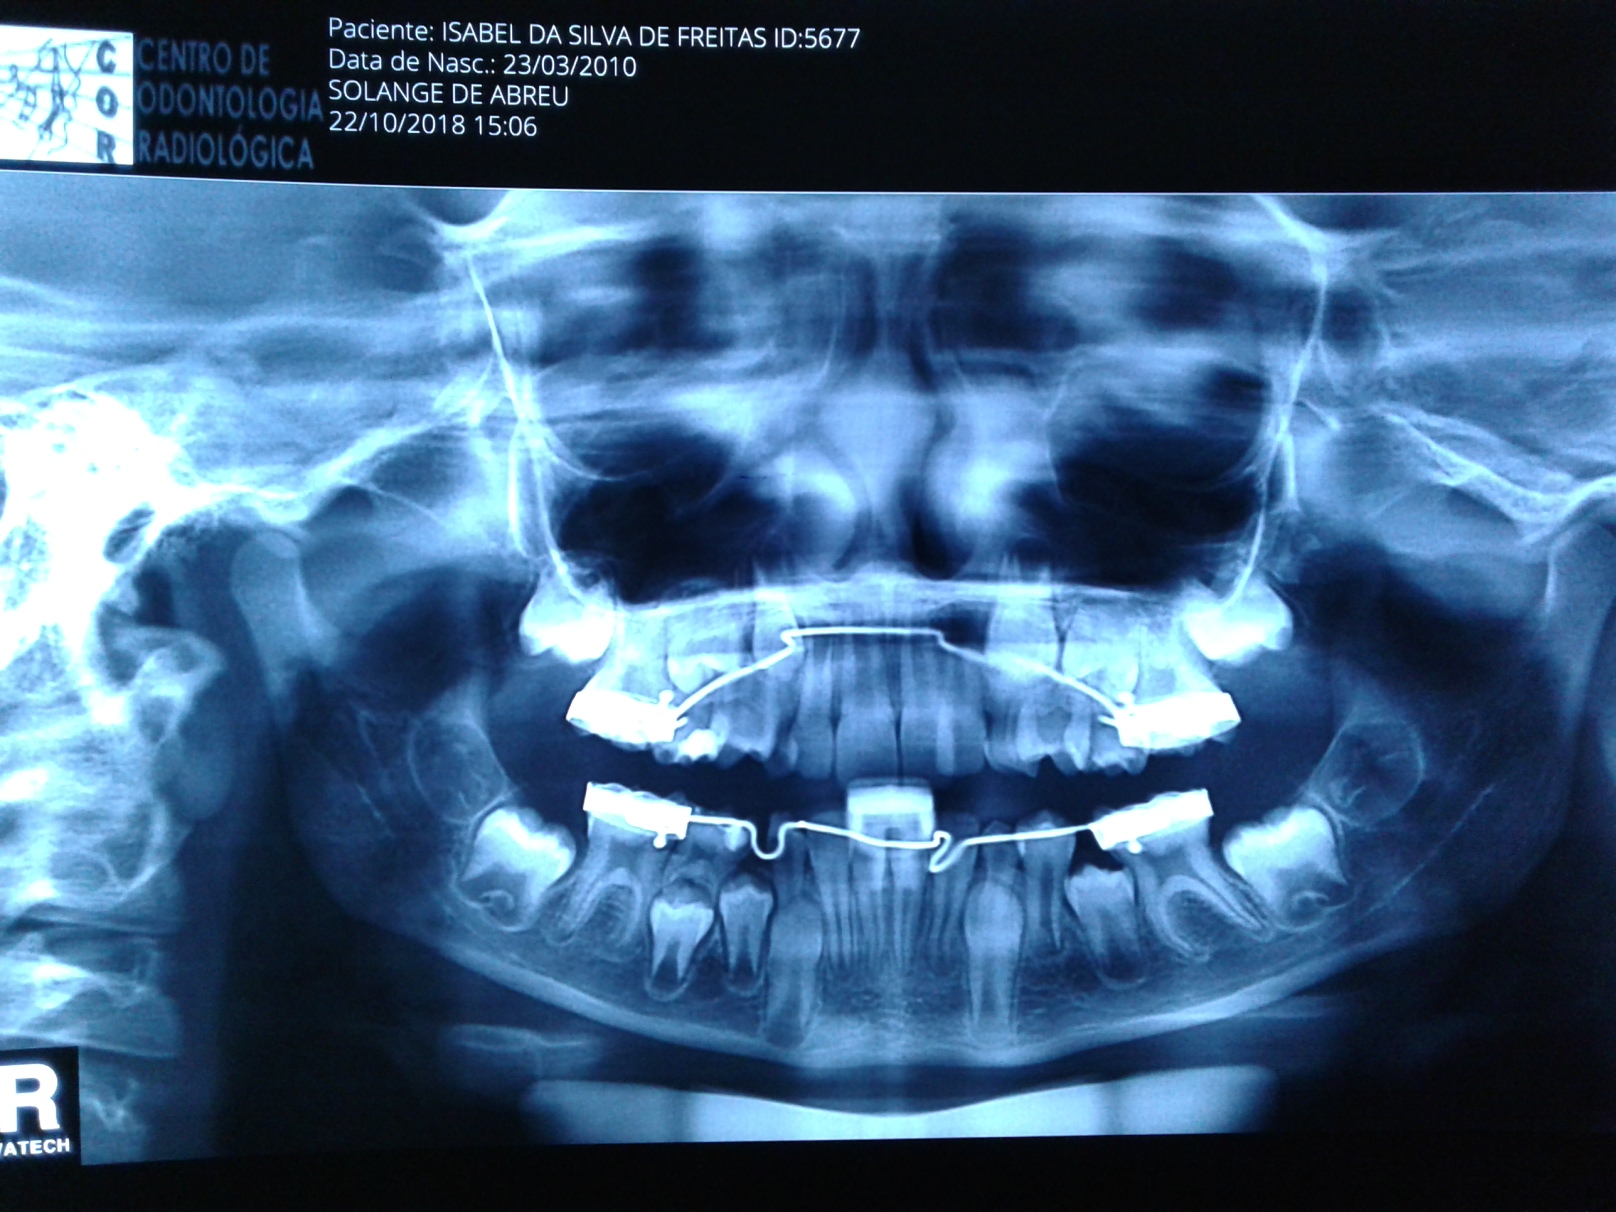 COR
CENTRO DE
ODONTOLOGIA
RADIOLÓGICA
Paciente: ISABEL DA SILVA DE FREITAS ID:5677
Data de Nasc.: 23/03/2010
SOLANGE DE ABREU
22/10/2018 15:06
R
VATECH